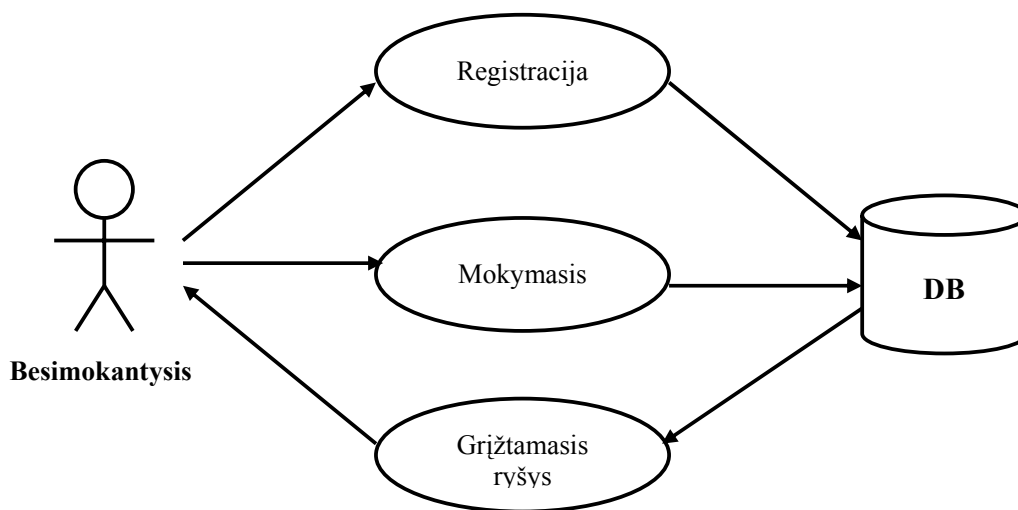 Registracija
Mokymasis
DB
Besimokantysis
Grįžtamasis
ryšys